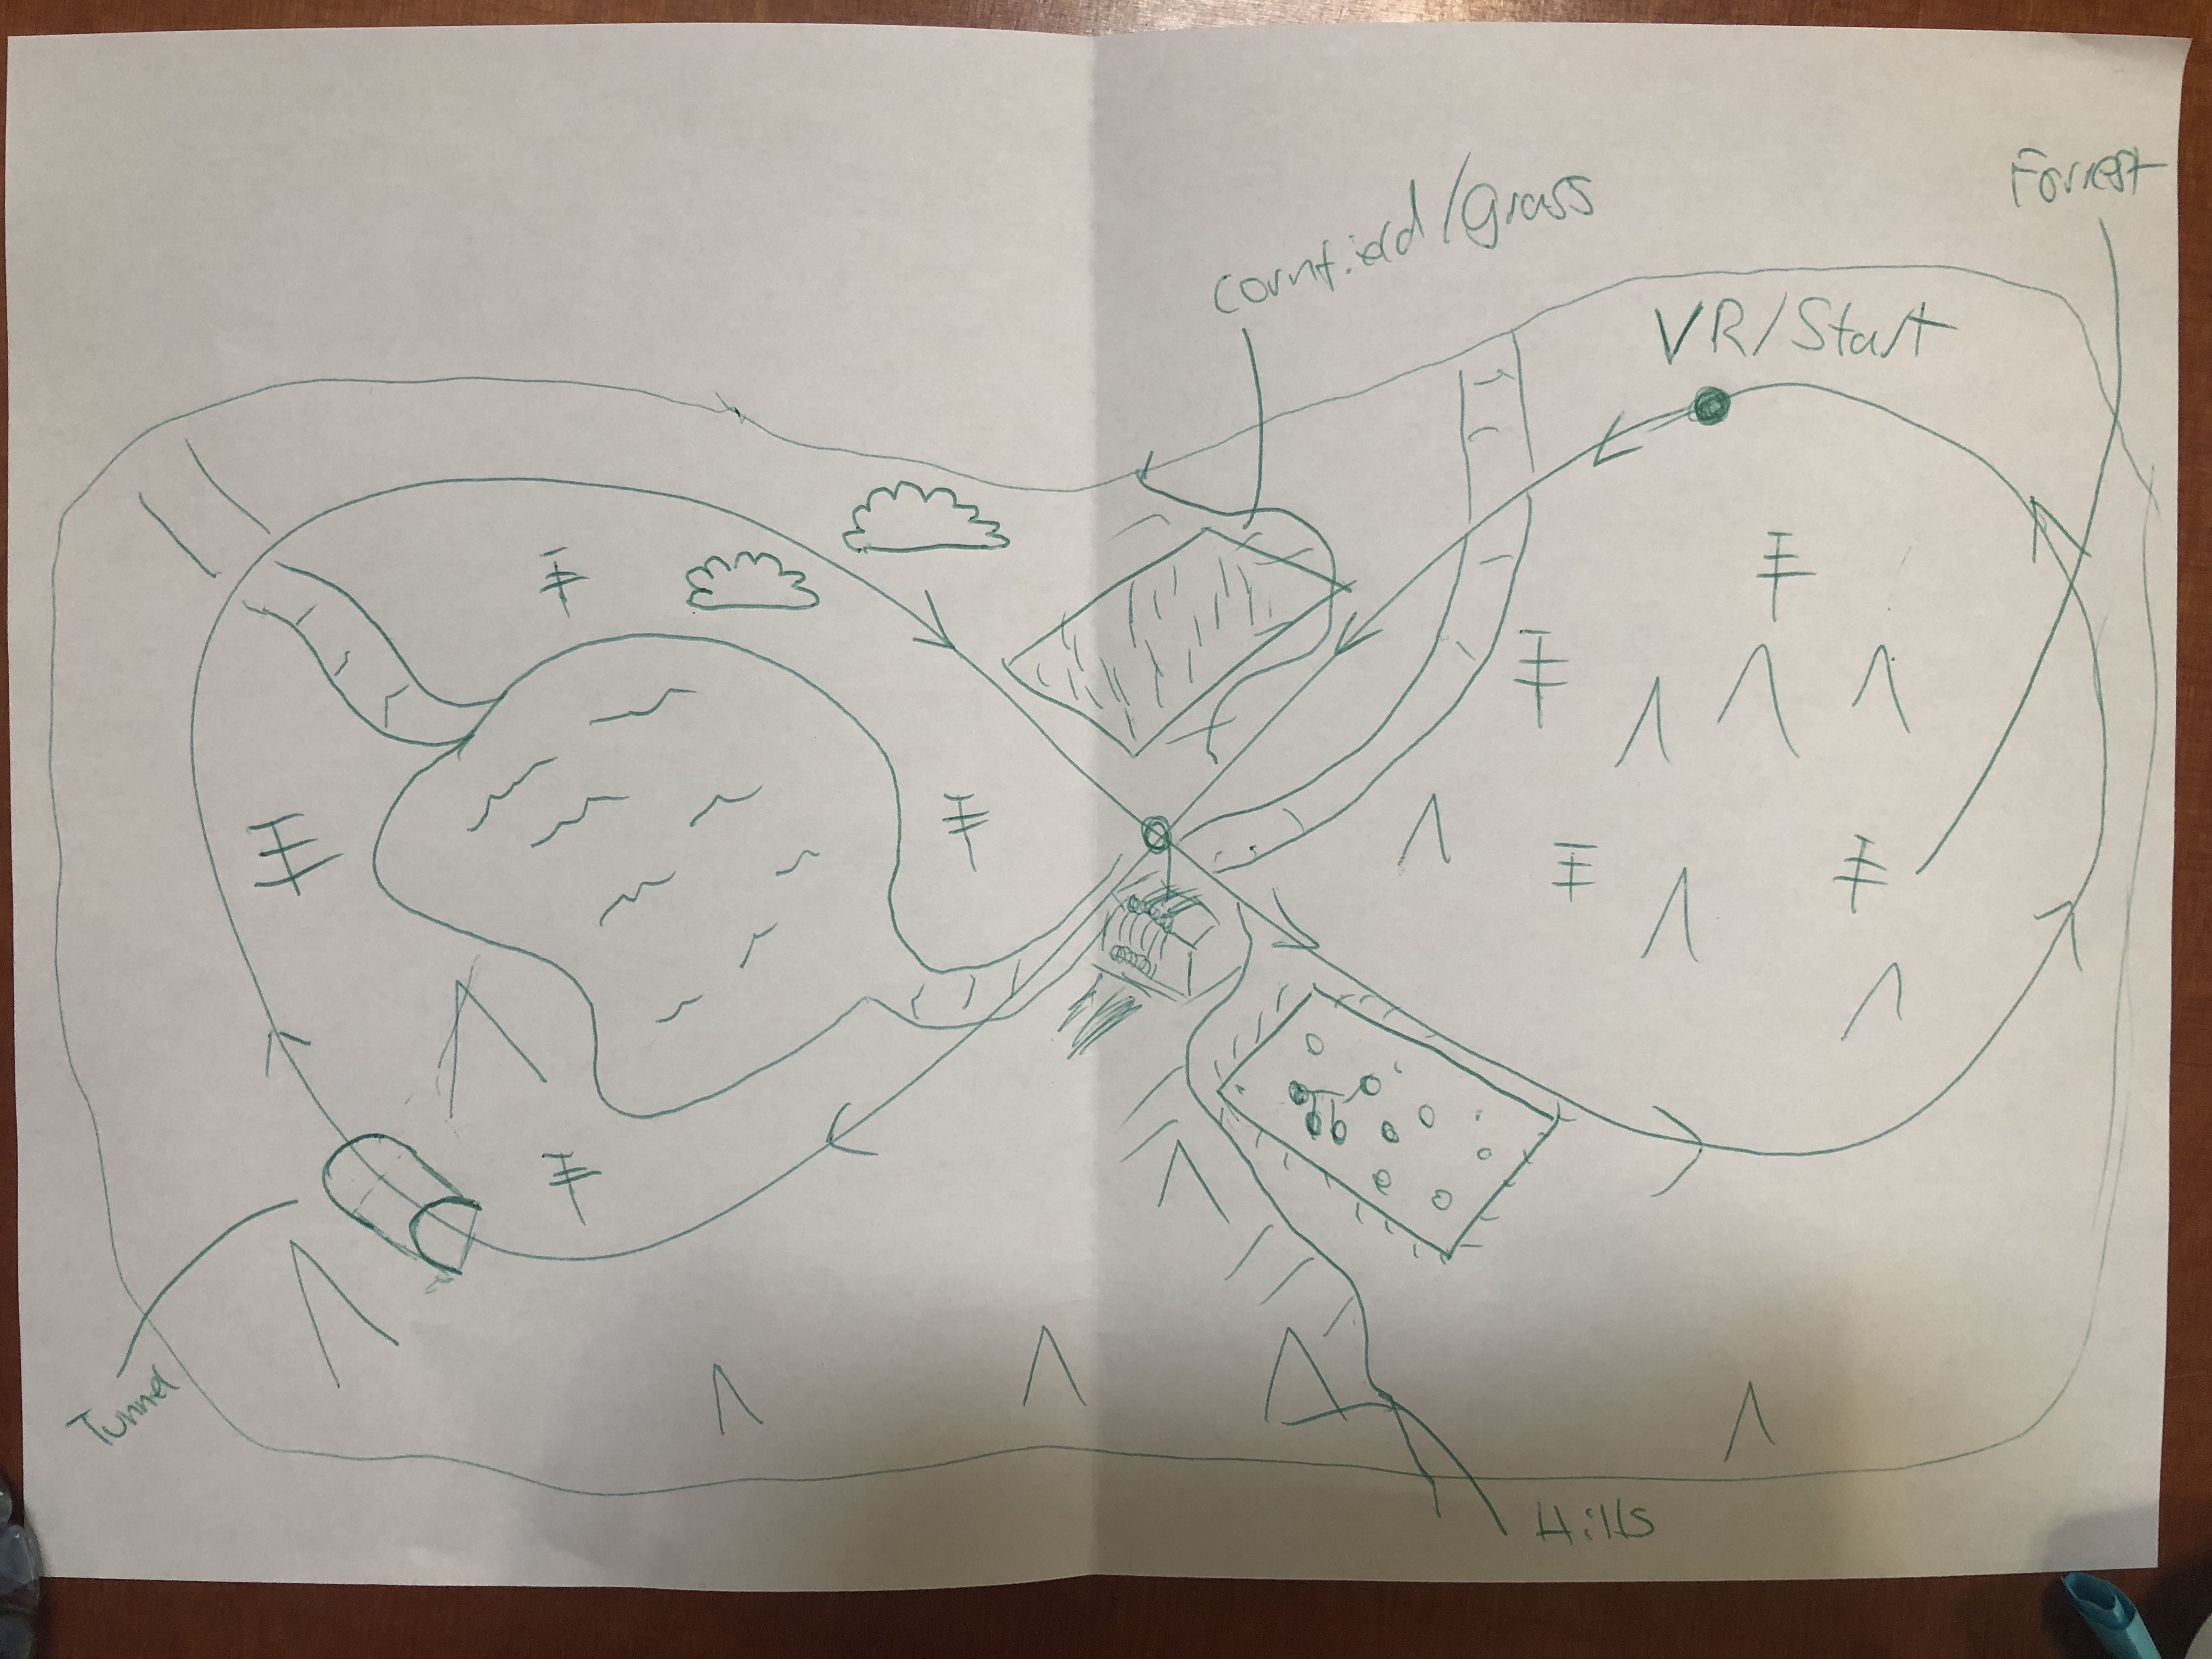 Forrest
Cornfield/Grass
VR/Start
Tunnel
Hills